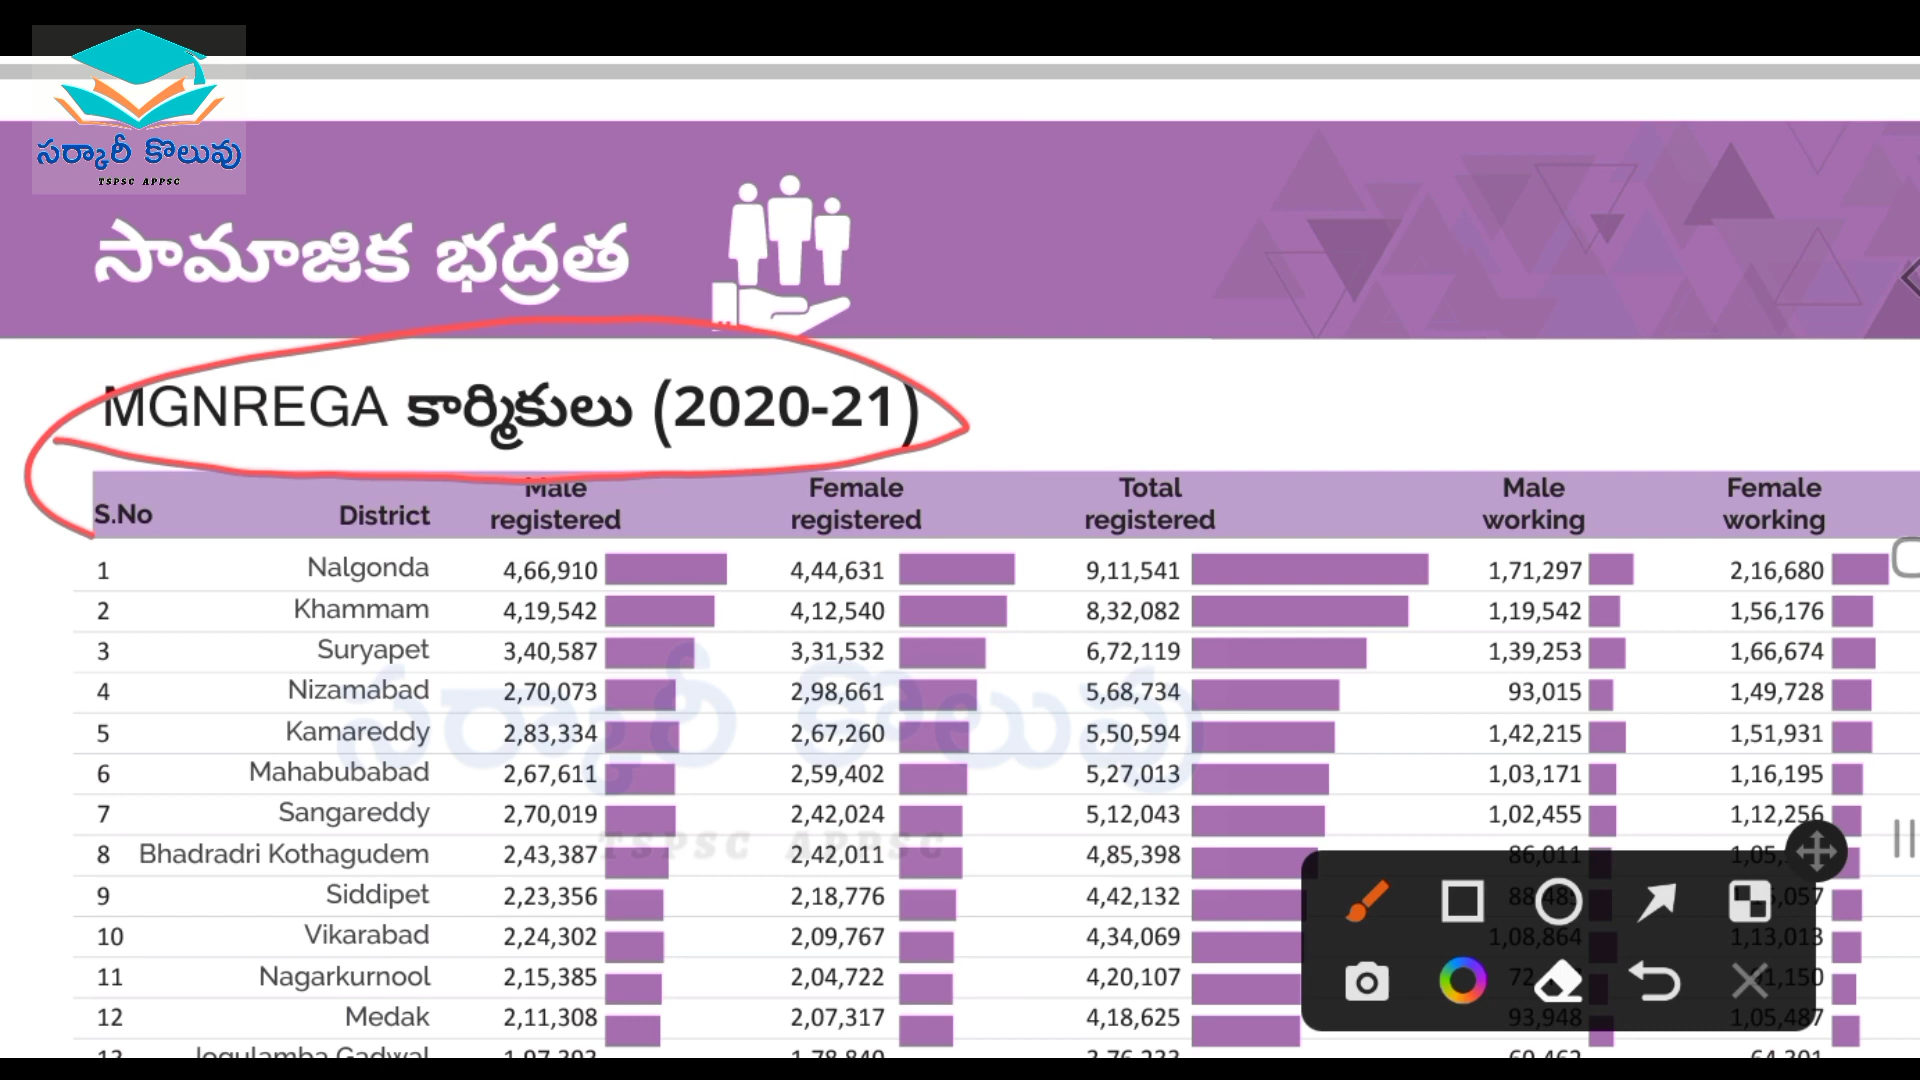 సర్కారీ కొలువు
TSPSC APPSC
సామాజిక భద్రత
MGNREGA కార్మికులు (2020-21)
S.No District Male registered Female registered Total registered Male working Female working
1 Nalgonda 4,66,910 4,44,631 9,11,541 1,71,297 2,16,680
2 Khammam 4,19,542 4,12,540 8,32,082 1,19,542 1,56,176
3 Suryapet 3,40,587 3,31,532 6,72,119 1,39,253 1,66,674
4 Nizamabad 2,70,073 2,98,661 5,68,734 93,015 1,49,728
5 Kamareddy 2,83,334 2,67,260 5,50,594 1,42,215 1,51,931
6 Mahabubabad 2,67,611 2,59,402 5,27,013 1,03,171 1,16,195
7 Sangareddy 2,70,019 2,42,024 5,12,043 1,02,455 1,12,256
8 Bhadradri Kothagudem 2,43,387 2,42,011 4,85,398 86,011
9 Siddipet 2,23,356 2,18,776 4,42,132
10 Vikarabad 2,24,302 2,09,767 4,34,069 1,08,864 1,13,013
11 Nagarkurnool 2,15,385 2,04,722 4,20,107
12 Medak 2,11,308 2,07,317 4,18,625 93,948 1,05,487
సర్కారీ కొలువు
TSPSC APPSC